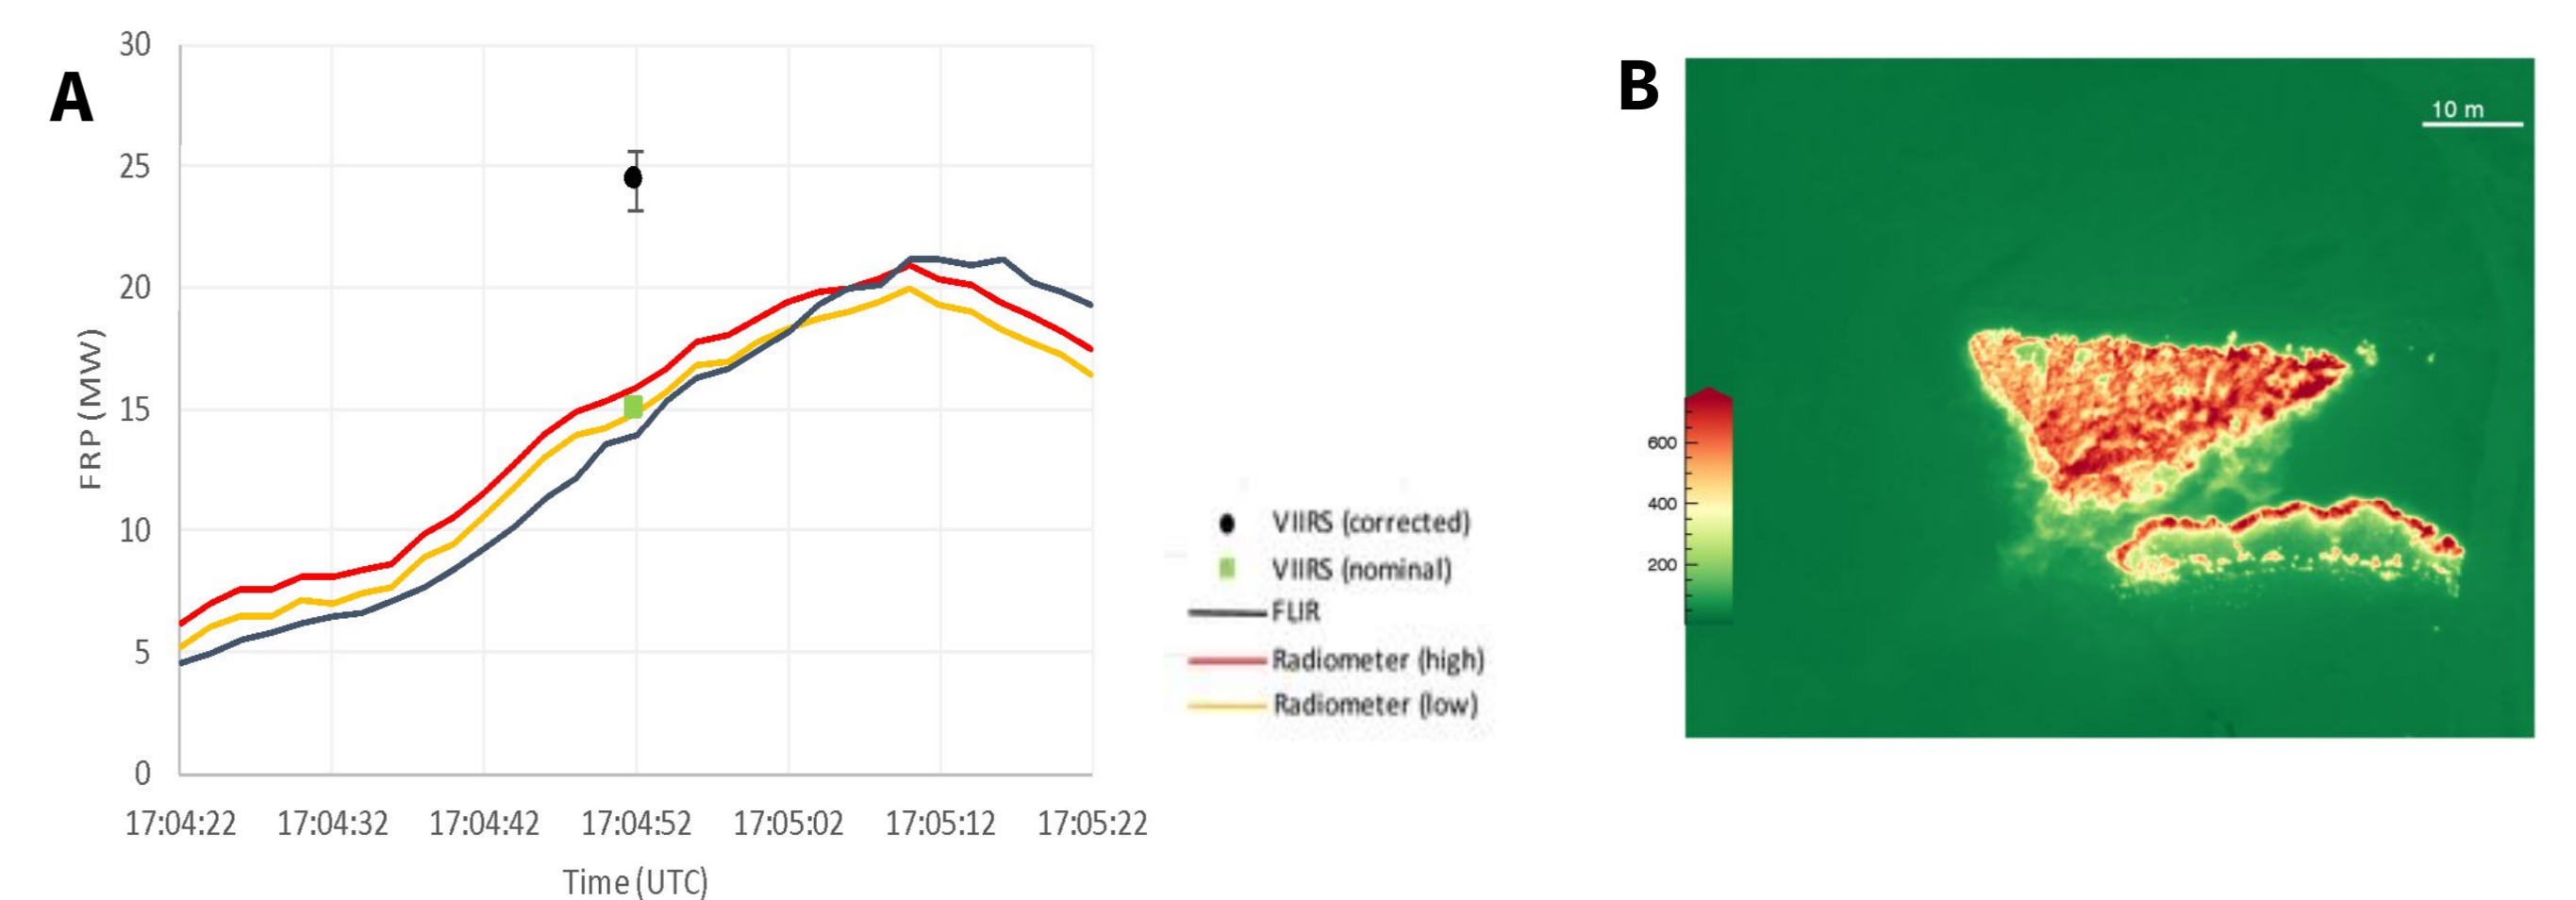 A
30
25
20
15
10
5
0
FRP (MW)
17:04:22 17:04:32 17:04:42 17:04:52 17:05:02 17:05:12 17:05:22
Time (UTC)
VIIRS (corrected)
VIIRS (nominal)
FLIR
Radiometer (high)
Radiometer (low)
B
10 m
600
400
200